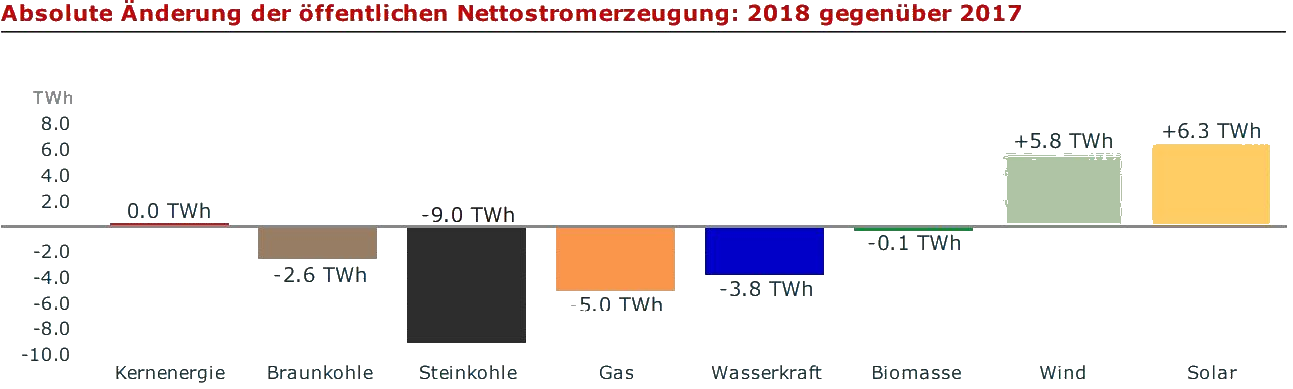 Absolute Änderung der öffentlichen Nettostromerzeugung: 2018 gegenüber 2017
TWh
8.0
6.0
4.0
2.0
-2.0
-4.0
-6.0
-8.0
-10.0
0.0 TWh
-2.6 TWh
-9.0 TWh
-5.0 TWh
-3.8 TWh
-0.1 TWh
+5.8 TWh
+6.3 TWh
Kernenergie Braunkohle Steinkohle Gas Wasserkraft Biomasse Wind Solar